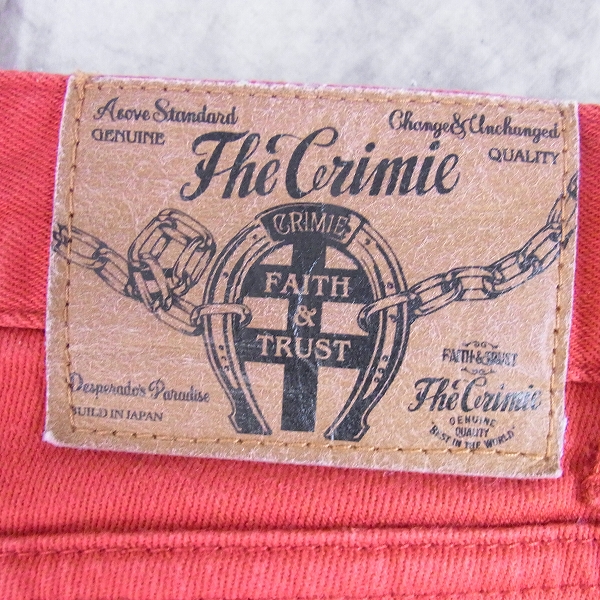 Above Standard
GENUINE
Change & Unchanged
QUALITY
The Crimie
CRIMIE
FAITH
&
TRUST
Desperado's Paradise
BUILD IN JAPAN
FAITH & TRUST
The Crimie
GENUINE
QUALITY
BEST IN THE WORLD